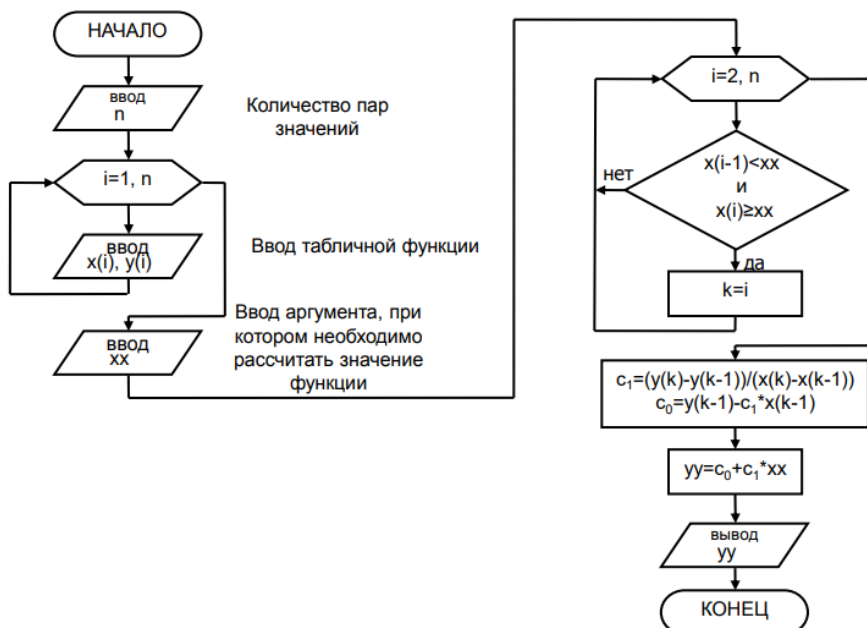 НАЧАЛО
ввод
n
Количество пар
значений
i=1, n
ввод
x(i), y(i)
Ввод табличной функции
ввод
xx
Ввод аргумента, при
котором необходимо
рассчитать значение
функции
i=2, n
x(i-1)<xx
и
x(i)≥xx
нет
да
k=i
c₁=(y(k)-y(k-1))/(x(k)-x(k-1))
c₀=y(k-1)-c₁*x(k-1)
yy=c₀+c₁*xx
вывод
yy
КОНЕЦ